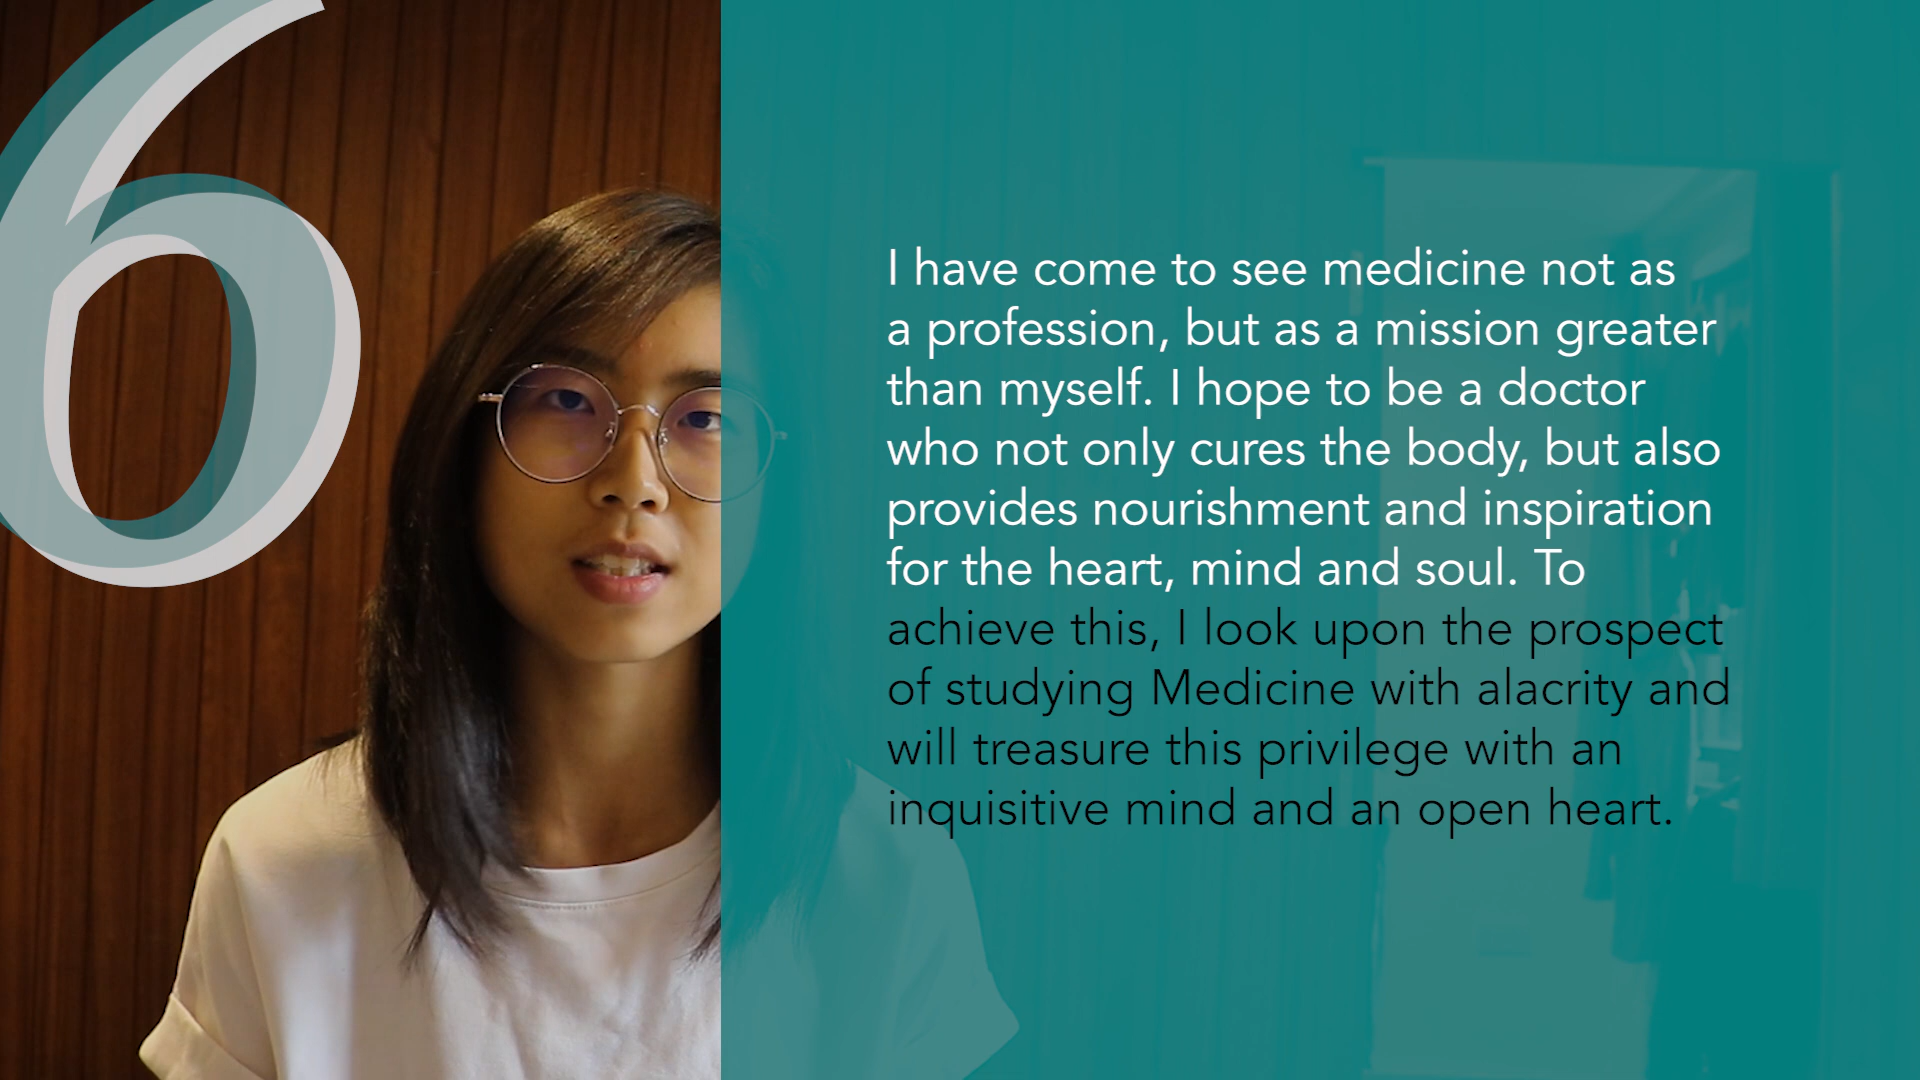 6
I have come to see medicine not as
a profession, but as a mission greater
than myself. I hope to be a doctor
who not only cures the body, but also
provides nourishment and inspiration
for the heart, mind and soul. To
achieve this, I look upon the prospect
of studying Medicine with alacrity and
will treasure this privilege with an
inquisitive mind and an open heart.